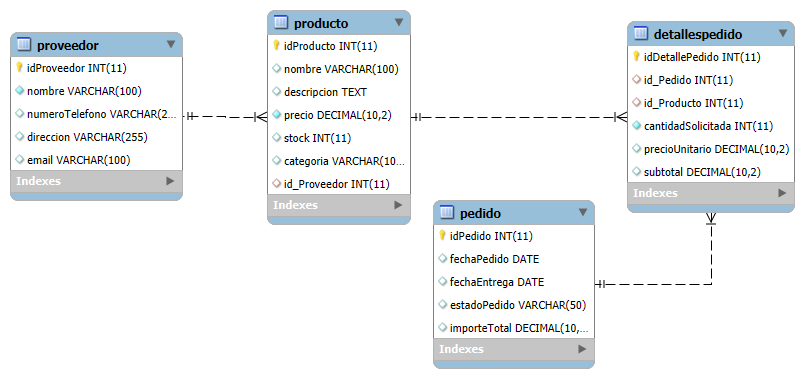 proveedor
idProveedor INT(11)
nombre VARCHAR(100)
numeroTelefono VARCHAR(2...
direccion VARCHAR(255)
email VARCHAR(100)
Indexes
producto
idProducto INT(11)
nombre VARCHAR(100)
descripcion TEXT
precio DECIMAL(10,2)
stock INT(11)
categoria VARCHAR(10...
id_Proveedor INT(11)
Indexes
pedido
idPedido INT(11)
fechaPedido DATE
fechaEntrega DATE
estadoPedido VARCHAR(50)
importeTotal DECIMAL(10,...
Indexes
detallespedido
idDetallePedido INT(11)
id_Pedido INT(11)
id_Producto INT(11)
cantidadSolicitada INT(11)
precioUnitario DECIMAL(10,2)
subtotal DECIMAL(10,2)
Indexes